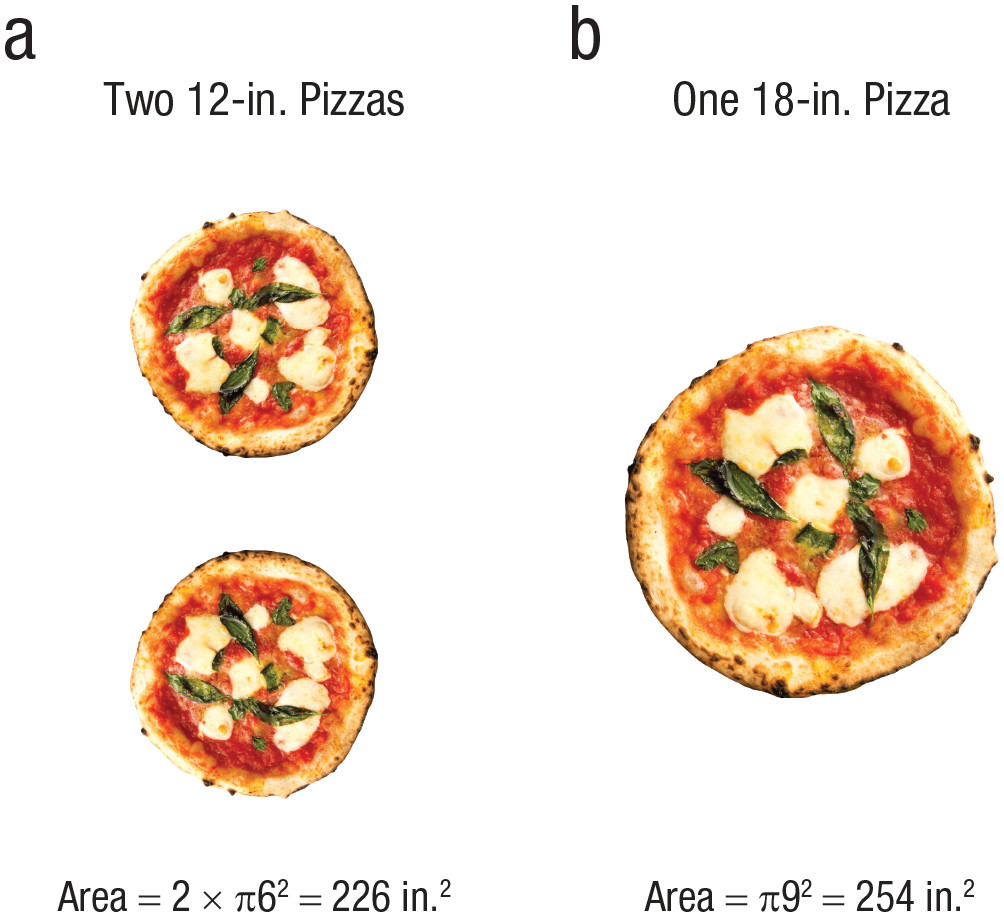 a
Two 12-in. Pizzas
Area = 2 × π6² = 226 in.²
b
One 18-in. Pizza
Area = π9² = 254 in.²